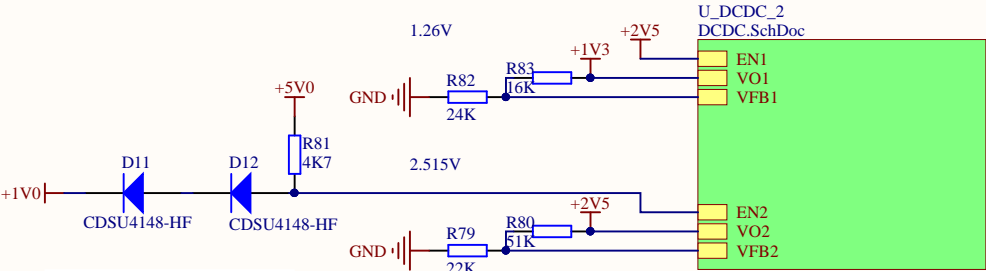 U_DCDC_2
DCDC.SchDoc
1.26V
+2V5
+1V3
EN1
VO1
VFB1
R83
16K
R82
24K
GND
+5V0
R81
4K7
D11
D12
2.515V
+1V0
CDSU4148-HF
CDSU4148-HF
+2V5
EN2
VO2
VFB2
R80
51K
R79
22K
GND